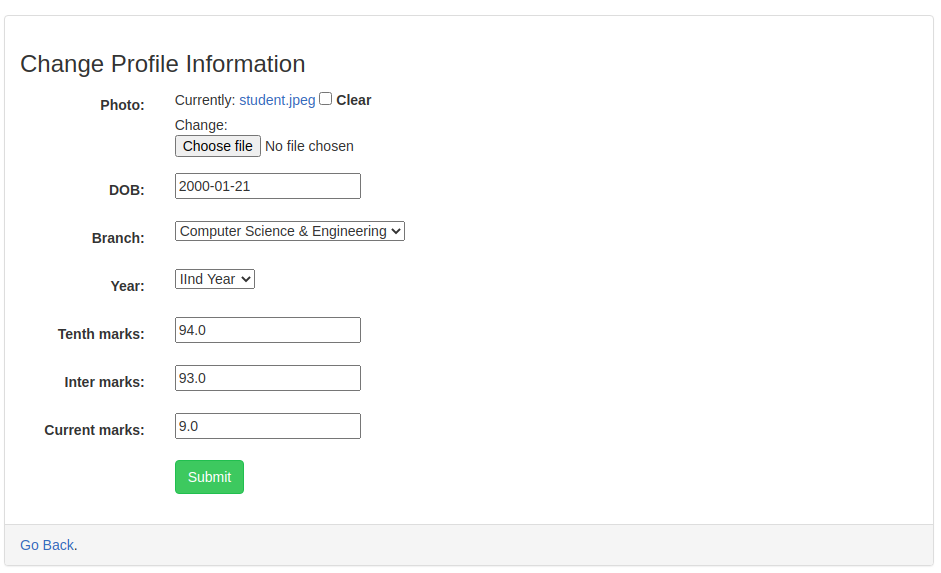 Change Profile Information
Photo: Currently: student.jpeg Clear
Change:
Choose file No file chosen
DOB: 2000-01-21
Branch: Computer Science & Engineering
Year: IInd Year
Tenth marks: 94.0
Inter marks: 93.0
Current marks: 9.0
Submit
Go Back.